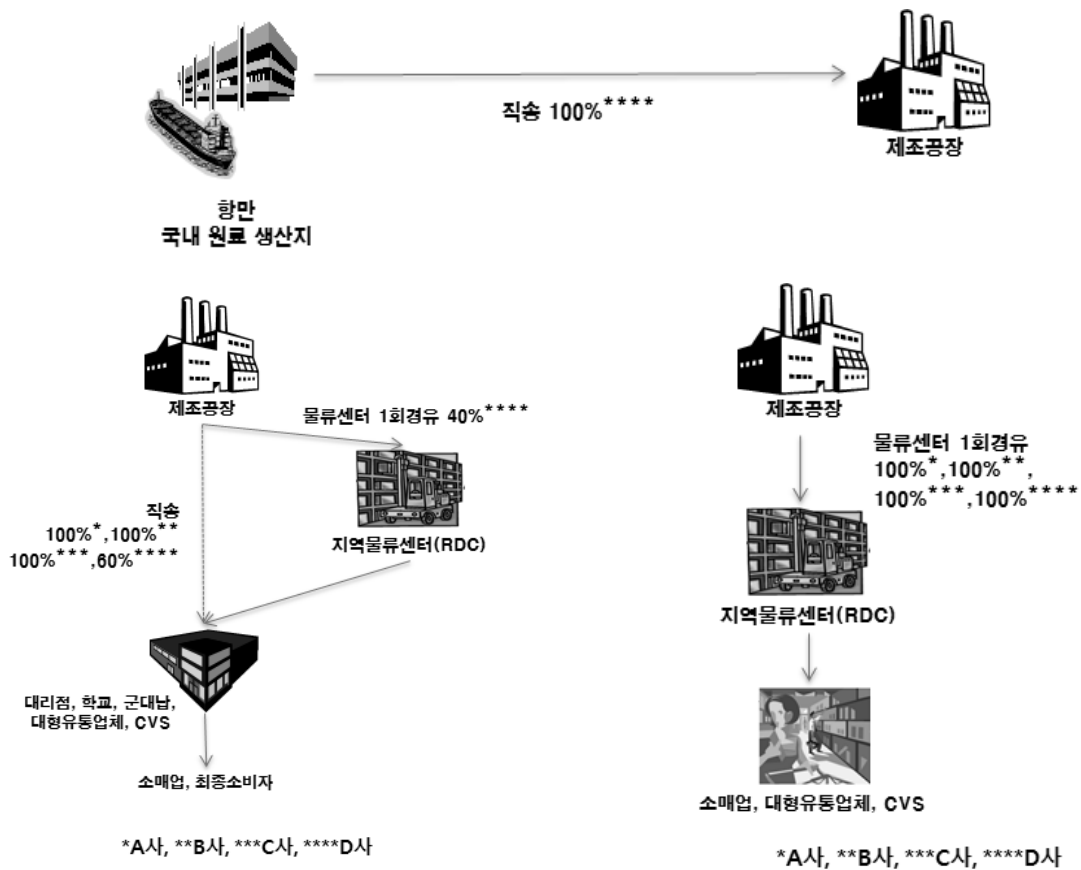 직송 100%****
제조공장
항만
국내 원료 생산지
제조공장
물류센터 1회경유 40%****
직송
100%*,100%**
100%***,60%****
지역물류센터(RDC)
대리점, 학교, 군대납,
대형유통업체, CVS
소매업, 최종소비자
*A사, **B사, ***C사, ****D사
제조공장
물류센터 1회경유
100%*,100%**,
100%***,100%****
지역물류센터(RDC)
소매업, 대형유통업체, CVS
*A사, **B사, ***C사, ****D사